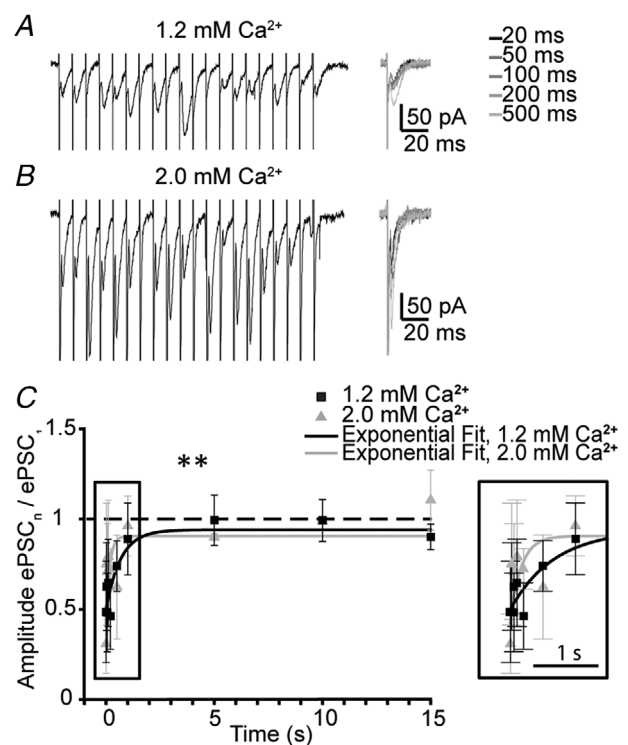 A
1.2 mM Ca²⁺
20 ms
50 ms
100 ms
200 ms
500 ms
50 pA
20 ms
B
2.0 mM Ca²⁺
50 pA
20 ms
C
1.2 mM Ca²⁺
2.0 mM Ca²⁺
Exponential Fit, 1.2 mM Ca²⁺
Exponential Fit, 2.0 mM Ca²⁺
**
Amplitude ePSCₙ / ePSC₁
1.5
1
0.5
0
0
5
10
15
Time (s)
1 s